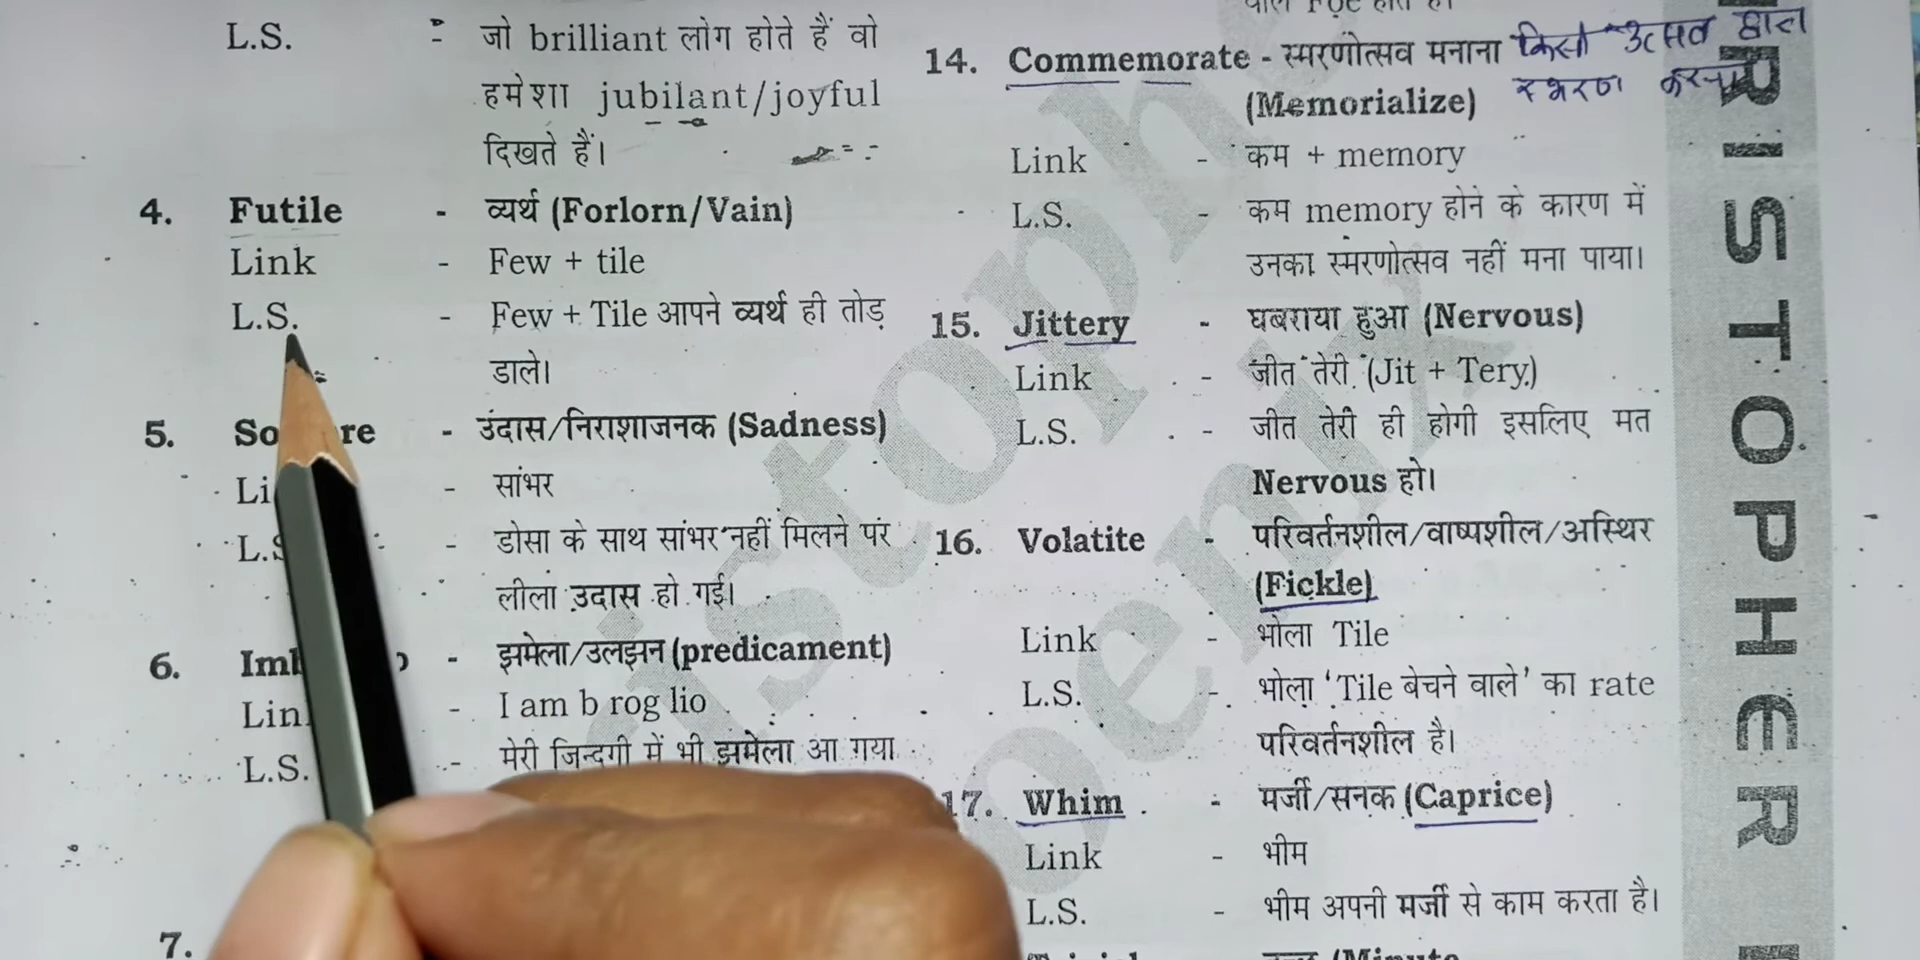 L.S. - जो brilliant लोग होते हैं वो
हमेशा jubilant/joyful
दिखते हैं।
4. Futile - व्यर्थ (Forlorn/Vain)
Link - Few + tile
L.S. - Few + Tile आपने व्यर्थ ही तोड़
डाले।
5. - उदास/निराशाजनक (Sadness)
- सांभर
- डोसा के साथ सांभर नहीं मिलने पर
लीला उदास हो गई।
6. - झमेला/उलझन (predicament)
- I am b rog lio
L.S. - मेरी जिन्दगी में भी झमेला आ गया
7.
14. Commemorate - स्मरणोत्सव मनाना किसी उत्सव द्वारा
(Memorialize) स्मरण करना
Link - कम + memory
L.S. - कम memory होने के कारण में
उनका स्मरणोत्सव नहीं मना पाया।
15. Jittery - घबराया हुआ (Nervous)
Link - जीत तेरी (Jit + Tery)
L.S. - जीत तेरी ही होगी इसलिए मत
Nervous हो।
16. Volatite - परिवर्तनशील/वाष्पशील/अस्थिर
(Fickle)
Link - भोला Tile
L.S. - भोला 'Tile बेचने वाले' का rate
परिवर्तनशील है।
17. Whim - मर्जी/सनक (Caprice)
Link - भीम
L.S. - भीम अपनी मर्जी से काम करता है।
RISTOPHER